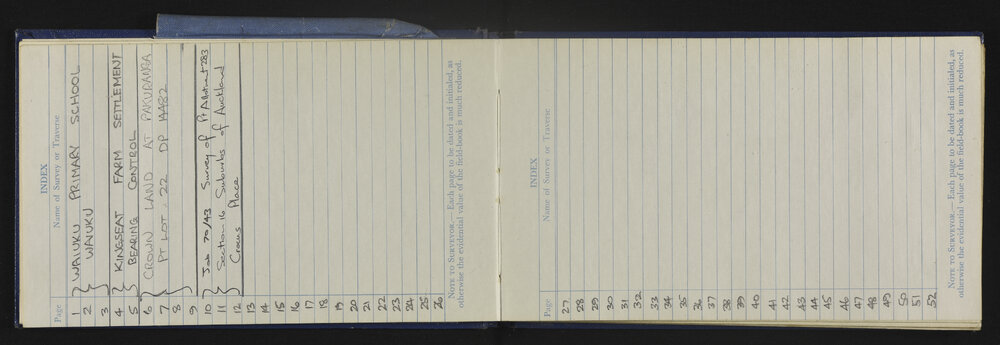 INDEX
Page Name of Survey or Traverse
1 WAIUKU PRIMARY SCHOOL
2 WAIUKU
3
4 KINGSEAT FARM SETTLEMENT
5 BEARING CONTROL
6 CROWN LAND AT PAKURANGA
7 PT LOT 22 DP 14482
8
9
10 Job 70/43 Survey of Pt Allotment 283
11 Section 16 Suburbs of Auckland
12 Crows Place
13
14
15
16
17
18
19
20
21
22
23
24
25
26
NOTE TO SURVEYOR.— Each page to be dated and initialed, as
otherwise the evidential value of the field-book is much reduced.
INDEX
Page Name of Survey or Traverse
27
28
29
30
31
32
33
34
35
36
37
38
39
40
41
42
43
44
45
46
47
48
49
50
51
52
NOTE TO SURVEYOR.— Each page to be dated and initialed, as
otherwise the evidential value of the field-book is much reduced.